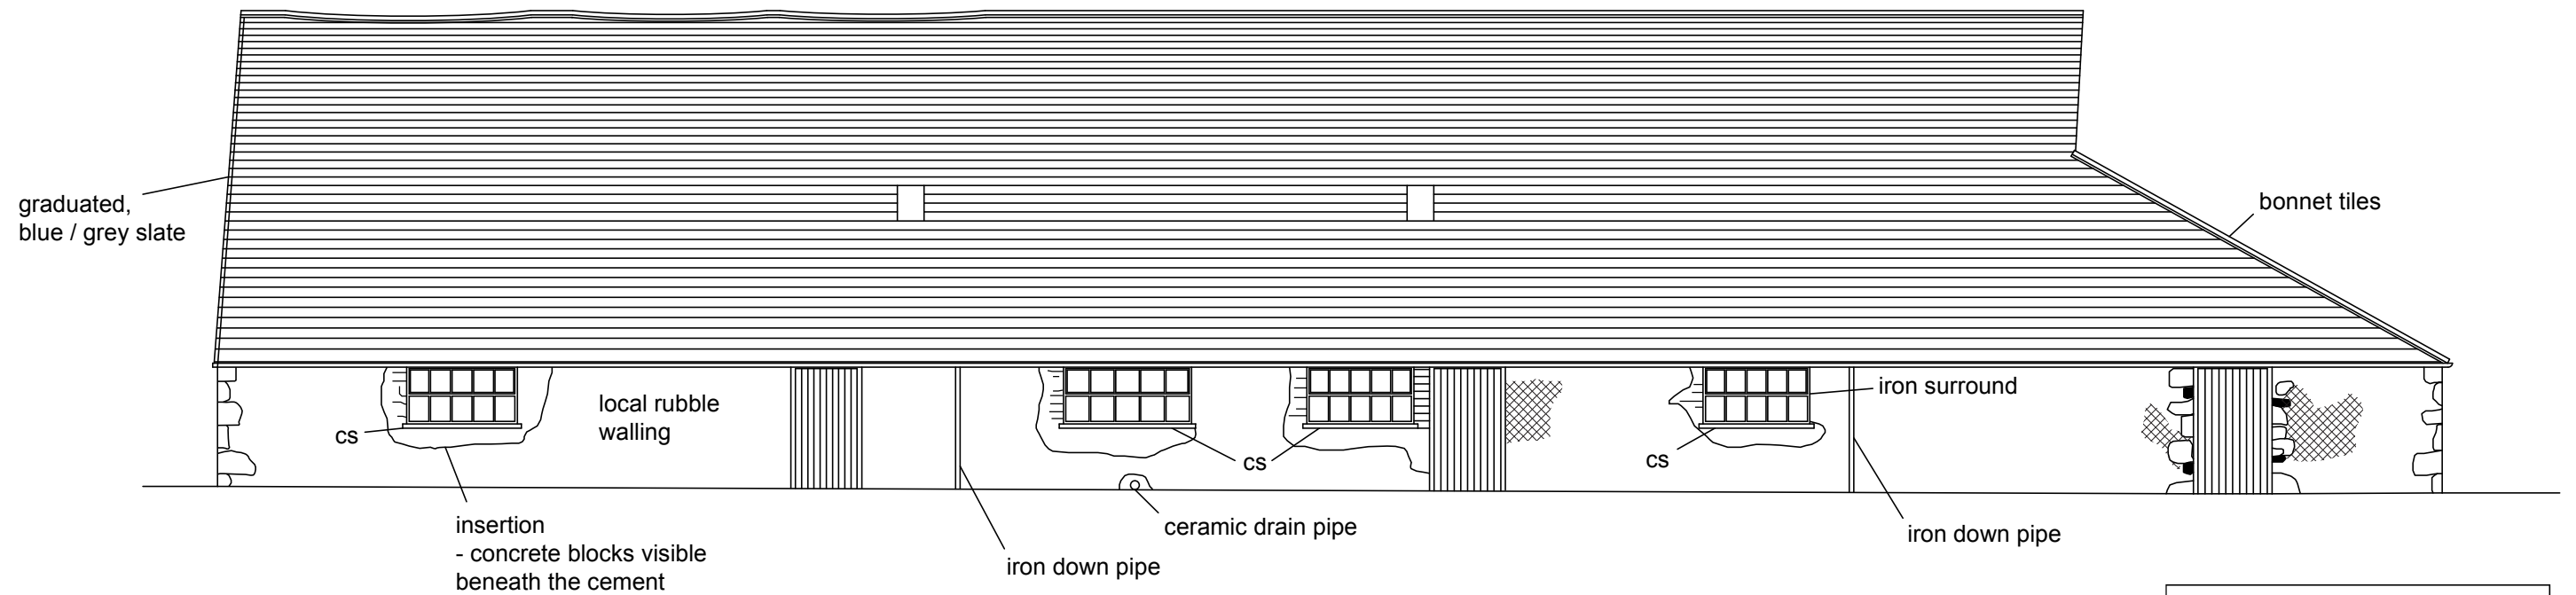 graduated,
blue / grey slate
bonnet tiles
local rubble
walling
cs
cs
cs
iron surround
insertion
- concrete blocks visible
beneath the cement
iron down pipe
ceramic drain pipe
iron down pipe